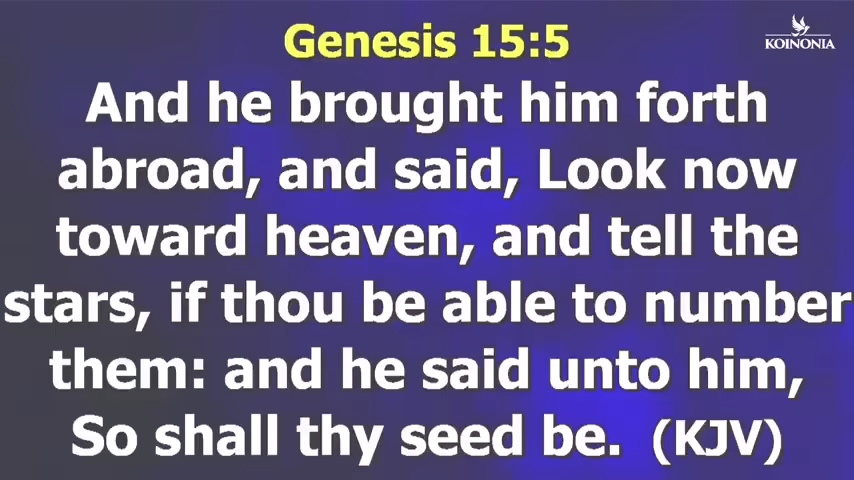 Genesis 15:5
KOINONIA
And he brought him forth
abroad, and said, Look now
toward heaven, and tell the
stars, if thou be able to number
them: and he said unto him,
So shall thy seed be. (KJV)